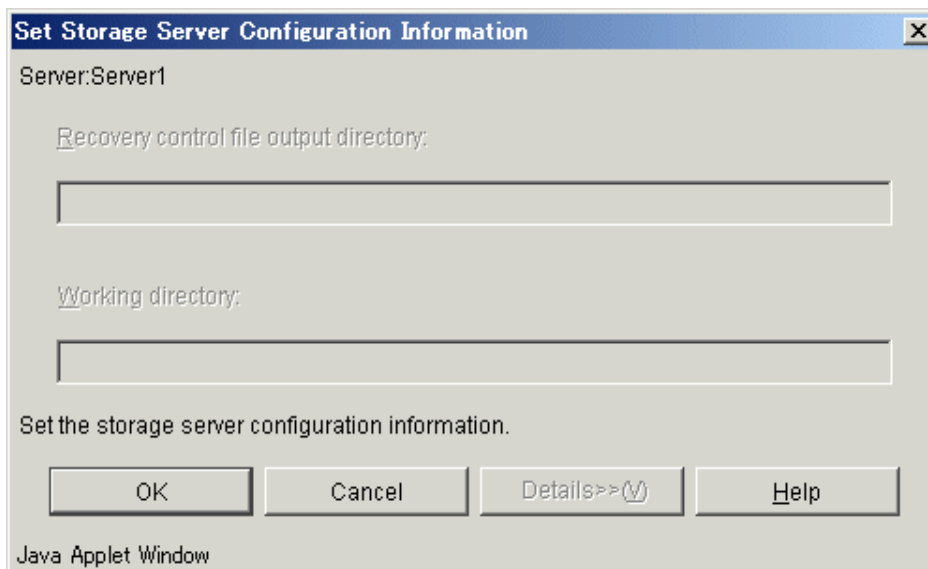 Set Storage Server Configuration Information
Server:Server1
Recovery control file output directory:
Working directory:
Set the storage server configuration information.
OK Cancel Details>>(V) Help
Java Applet Window